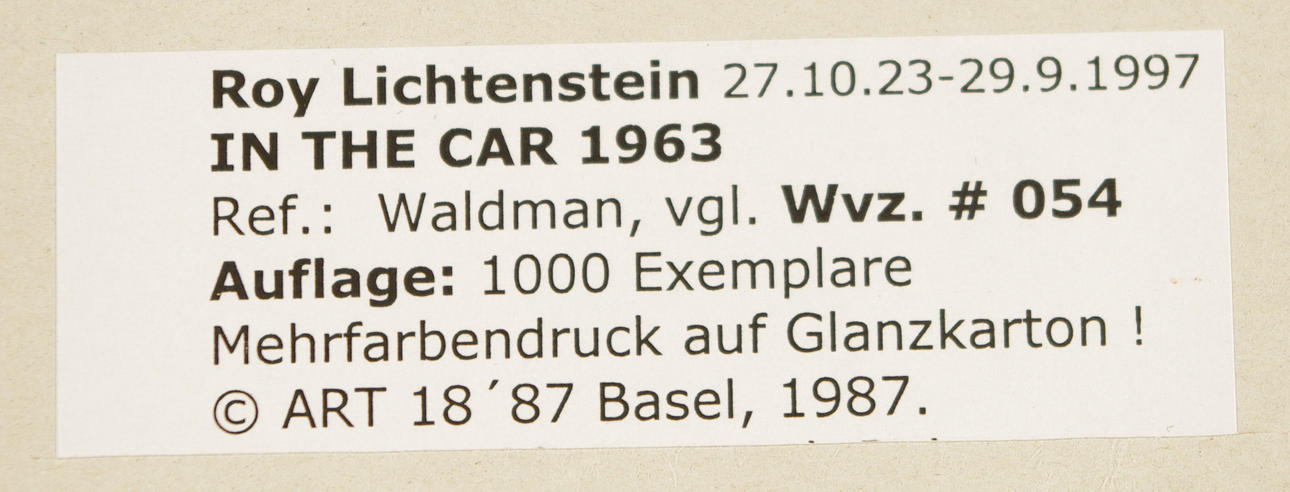 Roy Lichtenstein 27.10.23-29.9.1997
IN THE CAR 1963
Ref.: Waldman, vgl. Wvz. # 054
Auflage: 1000 Exemplare
Mehrfarbendruck auf Glanzkarton !
© ART 18´87 Basel, 1987.